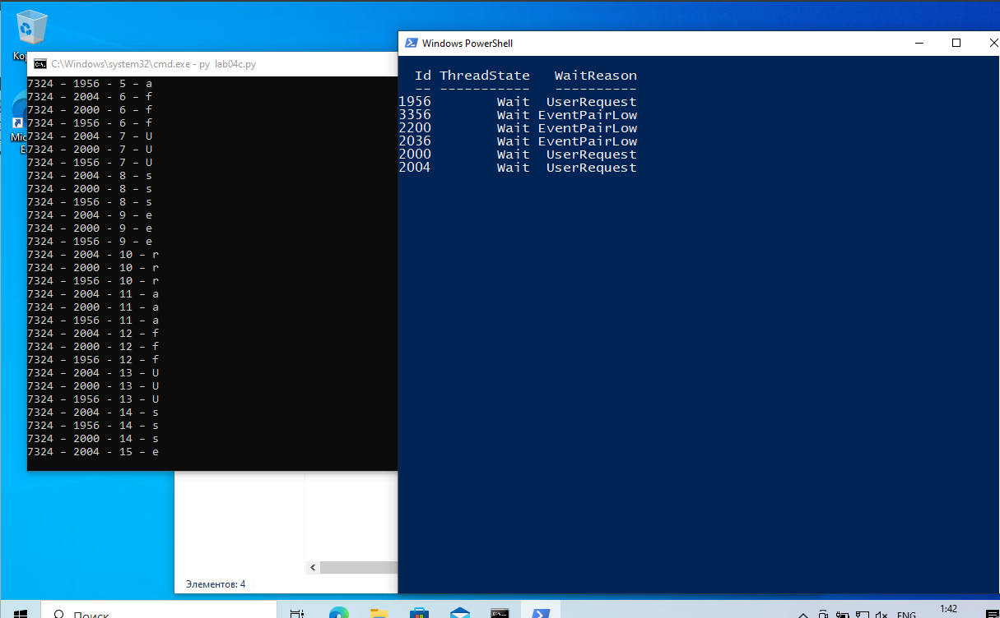 Windows PowerShell
C:\Windows\system32\cmd.exe - py lab04c.py
7324 – 1956 - 5 – a
7324 – 2004 - 6 – f
7324 – 2000 - 6 – f
7324 – 1956 - 6 – f
7324 – 2004 - 7 – U
7324 – 2000 - 7 – U
7324 – 1956 - 7 – U
7324 – 2004 - 8 – s
7324 – 2000 - 8 – s
7324 – 1956 - 8 – s
7324 – 2004 - 9 – e
7324 – 2000 - 9 – e
7324 – 1956 - 9 – e
7324 – 2004 - 10 – r
7324 – 2000 - 10 – r
7324 – 1956 - 10 – r
7324 – 2004 - 11 – a
7324 – 2000 - 11 – a
7324 – 1956 - 11 – a
7324 – 2004 - 12 – f
7324 – 2000 - 12 – f
7324 – 1956 - 12 – f
7324 – 2004 - 13 – U
7324 – 2000 - 13 – U
7324 – 1956 - 13 – U
7324 – 2004 - 14 – s
7324 – 1956 - 14 – s
7324 – 2000 - 14 – s
7324 – 2004 - 15 – e
Id ThreadState WaitReason
-- ----------- ----------
1956 Wait UserRequest
3356 Wait EventPairLow
2200 Wait EventPairLow
2036 Wait EventPairLow
2000 Wait UserRequest
2004 Wait UserRequest
Элементов: 4
Поиск
ENG
1:42